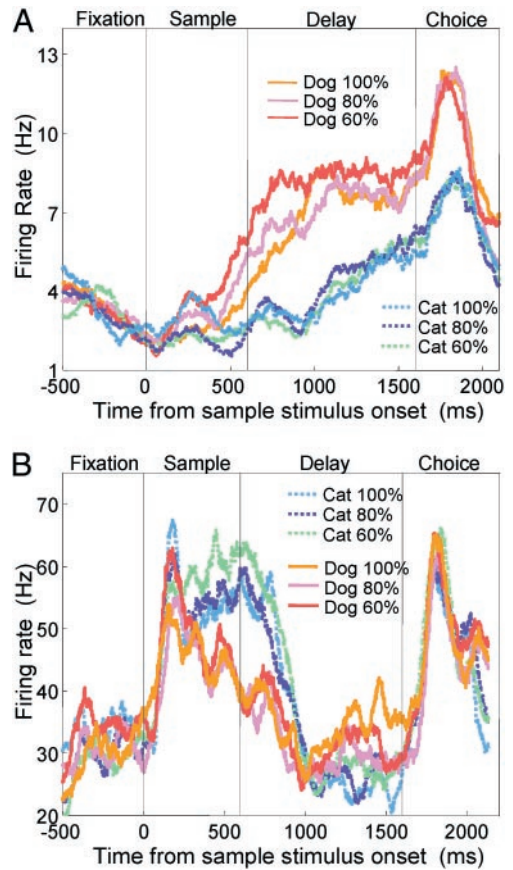 A
Fixation Sample Delay Choice
13
10
7
4
1
Firing Rate (Hz)
Dog 100%
Dog 80%
Dog 60%
Cat 100%
Cat 80%
Cat 60%
-500 0 500 1000 1500 2000
Time from sample stimulus onset (ms)
B
Fixation Sample Delay Choice
70
60
50
40
30
20
Firing rate (Hz)
Cat 100%
Cat 80%
Cat 60%
Dog 100%
Dog 80%
Dog 60%
-500 0 500 1000 1500 2000
Time from sample stimulus onset (ms)